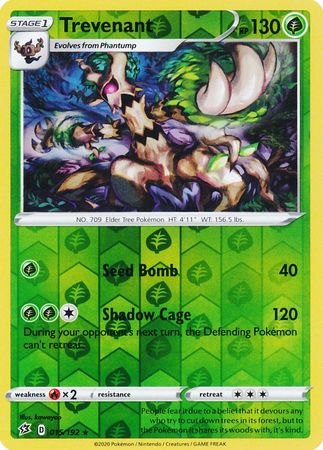 STAGE 1
Trevenant
HP 130
Evolves from Phantump
NO. 709 Elder Tree Pokémon HT: 4'11" WT: 156.5 lbs.
Seed Bomb 40
Shadow Cage 120
During your opponent's next turn, the Defending Pokémon
can't retreat.
weakness ×2 resistance retreat
Illus. kawayoo
D 015/192 ★
People fear it due to a belief that it devours any
who try to cut down trees in its forest, but to
the Pokémon it shares its woods with, it's kind.
©2020 Pokémon / Nintendo / Creatures / GAME FREAK